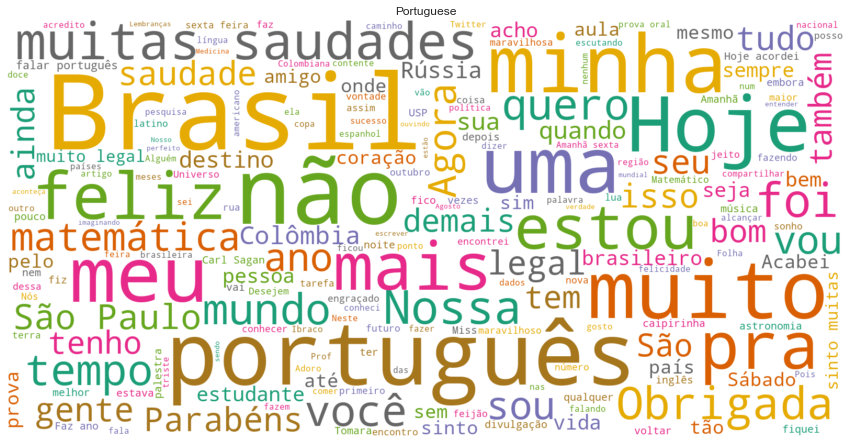 Portuguese
acredito Lembranças sexta feira faz Twitter caminho prova oral nacional
muitas saudades acho aula mesmo tudo
língua Colombiana maravilhosa escutando Hoje acordei posso
falar português Medicina contente nenhum
Brasil minha
doce saudade amigo onde Rússia sempre
vontade vão coisa USP num embora
pesquisa americano ela assim sucesso política maior Amanhã entender
ainda latino copa espanhol ouvindo sua quero Hoje também
Nosso perfeito Alguém depois quando dizer Amanhã sexta jeito fazendo
muito legal destino coração Agora uma seu
países estão região compartilhar
artigo Universo outubro isso Matemático seja bem
aconteça meses fico vezes sim palavra lua mundial
feliz não foi
outro sei rua Agosto verdade música alcançar
pouco imaginando demais estou boa sonho bom vou
matemática Colômbia noite ponto encontrei escrever
feira brasileira ficou Folha
pelo Carl Sagan ano mais legal brasileiro Acabei
nem pessoa tarefa dados nova felicidade
dessa fiz val Desejem engraçado
meu mundo Nossa tem muito
Nós Neste
São Paulo conhecer Ibraco conheci Miss maravilhoso gosto caipirinha astronomia
terra futuro fazer São pra sinto muitas
tenho português país
estava triste palestra sendo Prof ter das número Sábado Pois
tempo Adoro até nas inglês
prova melhor estudante comer primeiro você sem feijão qualquer tão
gente fazem sou vida Obrigada
Faz ano Parabéns encontro sinto divulgação falando voltar fiquei
fala Tomara